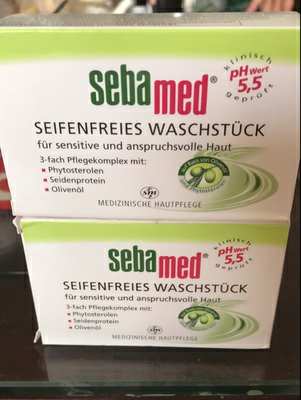 sebamed®
klinisch
pH Wert
5,5
geprüft
SEIFENFREIES WASCHSTÜCK
für sensitive und anspruchsvolle Haut
3-fach Pflegekomplex mit:
• Phytosterolen
• Seidenprotein
• Olivenöl
sm
MEDIZINISCHE HAUTPFLEGE
sebamed®
klinisch
pH Wert
5,5
geprüft
SEIFENFREIES WASCHSTÜCK
für sensitive und anspruchsvolle Haut
3-fach Pflegekomplex mit:
• Phytosterolen
• Seidenprotein
• Olivenöl
MEDIZINISCHE HAUTPFLEGE